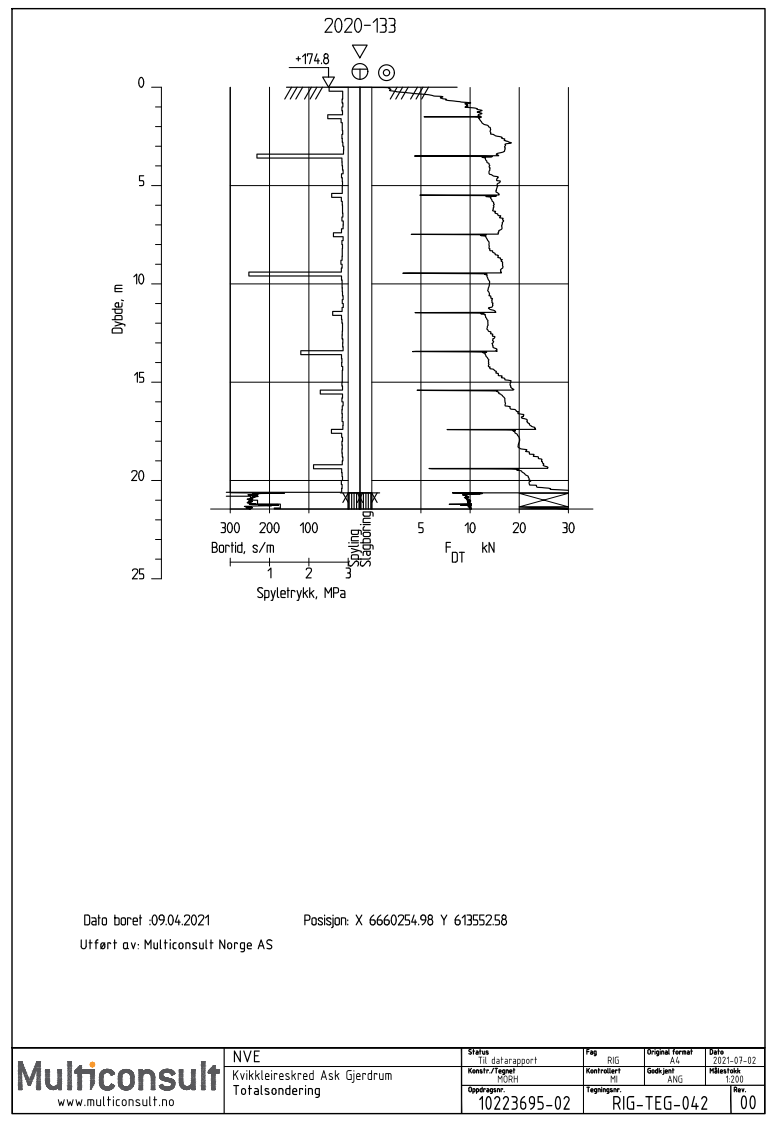 2020-133
+174.8
0
5
10
15
20
25
Dybde, m
300 200 100
5 10 20 30
Bortid, s/m
Spyling
Slagboring
F DT kN
1 2 3
Spyletrykk, MPa
Dato boret :09.04.2021
Posisjon: X 6660254.98 Y 613552.58
Utført av: Multiconsult Norge AS
Multiconsult
www.multiconsult.no
NVE
Kvikkleireskred Ask Gjerdrum
Totalsondering
Status
Til datarapport
Fag
RIG
Original format
A4
Dato
2021-07-02
Konstr./Tegnet
MORH
Kontrollert
MI
Godkjent
ANG
Målestokk
1:200
Oppdragsnr.
10223695-02
Tegningsnr.
RIG-TEG-042
Rev.
00